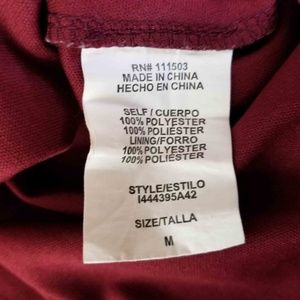 RN# 111503
MADE IN CHINA
HECHO EN CHINA
SELF / CUERPO
100% POLYESTER
100% POLIÉSTER
LINING/FORRO
100% POLYESTER
100% POLIÉSTER
STYLE/ESTILO
I444395A42
SIZE/TALLA
M